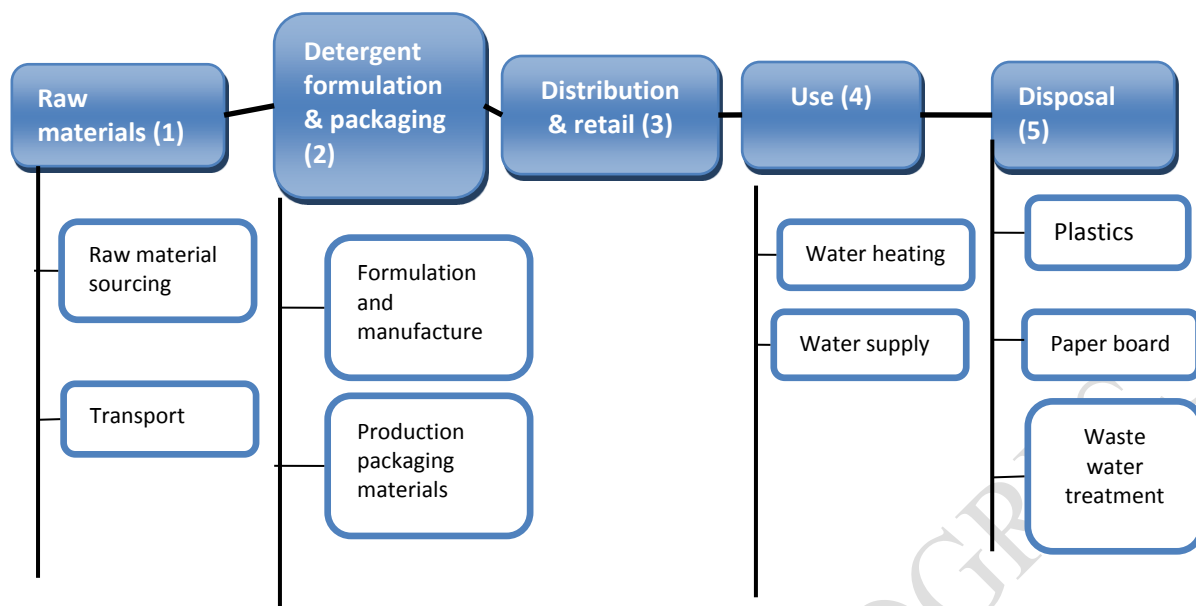 Raw
materials (1)
Detergent
formulation
& packaging
(2)
Distribution
& retail (3)
Use (4)
Disposal
(5)
Raw material
sourcing
Transport
Formulation
and
manufacture
Production
packaging
materials
Water heating
Water supply
Plastics
Paper board
Waste
water
treatment